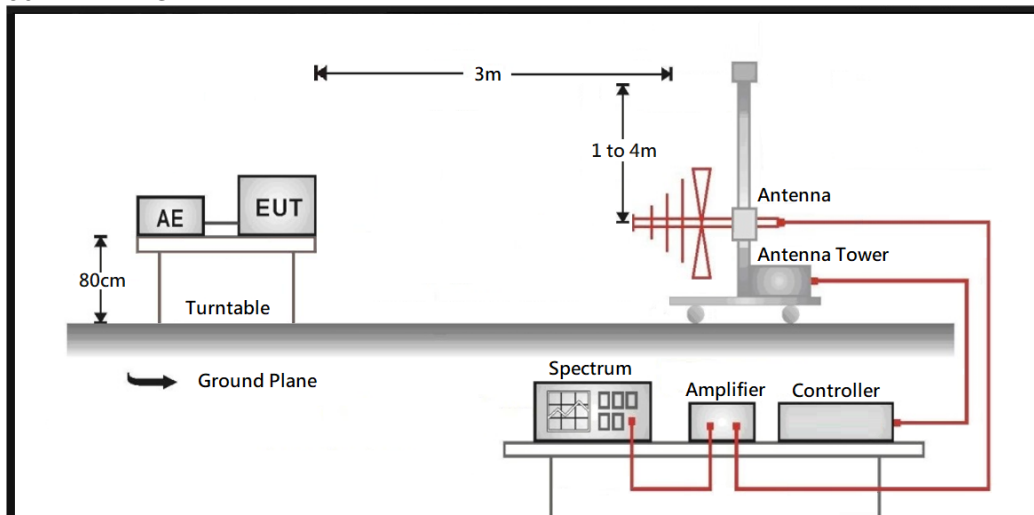 3m
1 to 4m
AE
EUT
Antenna
Antenna Tower
80cm
Turntable
Ground Plane
Spectrum
Amplifier
Controller